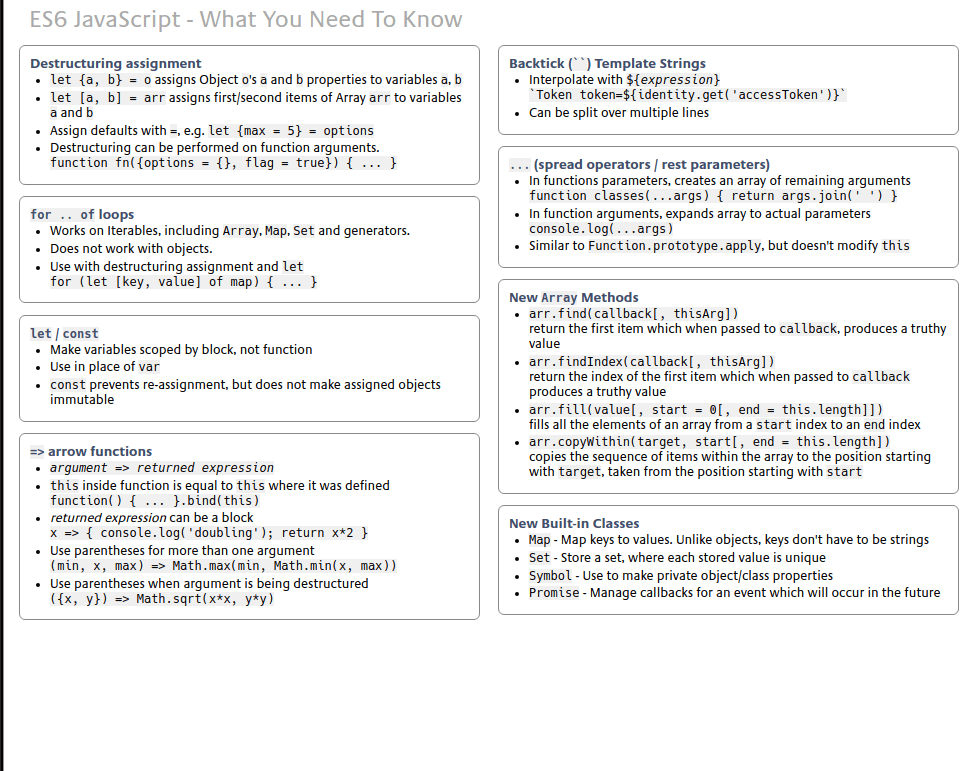 ES6 JavaScript - What You Need To Know
Destructuring assignment
• let {a, b} = o assigns Object o's a and b properties to variables a, b
• let [a, b] = arr assigns first/second items of Array arr to variables
a and b
• Assign defaults with =, e.g. let {max = 5} = options
• Destructuring can be performed on function arguments.
function fn({options = {}, flag = true}) { ... }
for .. of loops
• Works on Iterables, including Array, Map, Set and generators.
• Does not work with objects.
• Use with destructuring assignment and let
for (let [key, value] of map) { ... }
let / const
• Make variables scoped by block, not function
• Use in place of var
• const prevents re-assignment, but does not make assigned objects
immutable
=> arrow functions
• argument => returned expression
• this inside function is equal to this where it was defined
function() { ... }.bind(this)
• returned expression can be a block
x => { console.log('doubling'); return x*2 }
• Use parentheses for more than one argument
(min, x, max) => Math.max(min, Math.min(x, max))
• Use parentheses when argument is being destructured
({x, y}) => Math.sqrt(x*x, y*y)
Backtick (``) Template Strings
• Interpolate with ${expression}
`Token token=${identity.get('accessToken')}`
• Can be split over multiple lines
... (spread operators / rest parameters)
• In functions parameters, creates an array of remaining arguments
function classes(...args) { return args.join(' ') }
• In function arguments, expands array to actual parameters
console.log(...args)
• Similar to Function.prototype.apply, but doesn't modify this
New Array Methods
• arr.find(callback[, thisArg])
return the first item which when passed to callback, produces a truthy
value
• arr.findIndex(callback[, thisArg])
return the index of the first item which when passed to callback
produces a truthy value
• arr.fill(value[, start = 0[, end = this.length]])
fills all the elements of an array from a start index to an end index
• arr.copyWithin(target, start[, end = this.length])
copies the sequence of items within the array to the position starting
with target, taken from the position starting with start
New Built-in Classes
• Map - Map keys to values. Unlike objects, keys don't have to be strings
• Set - Store a set, where each stored value is unique
• Symbol - Use to make private object/class properties
• Promise - Manage callbacks for an event which will occur in the future